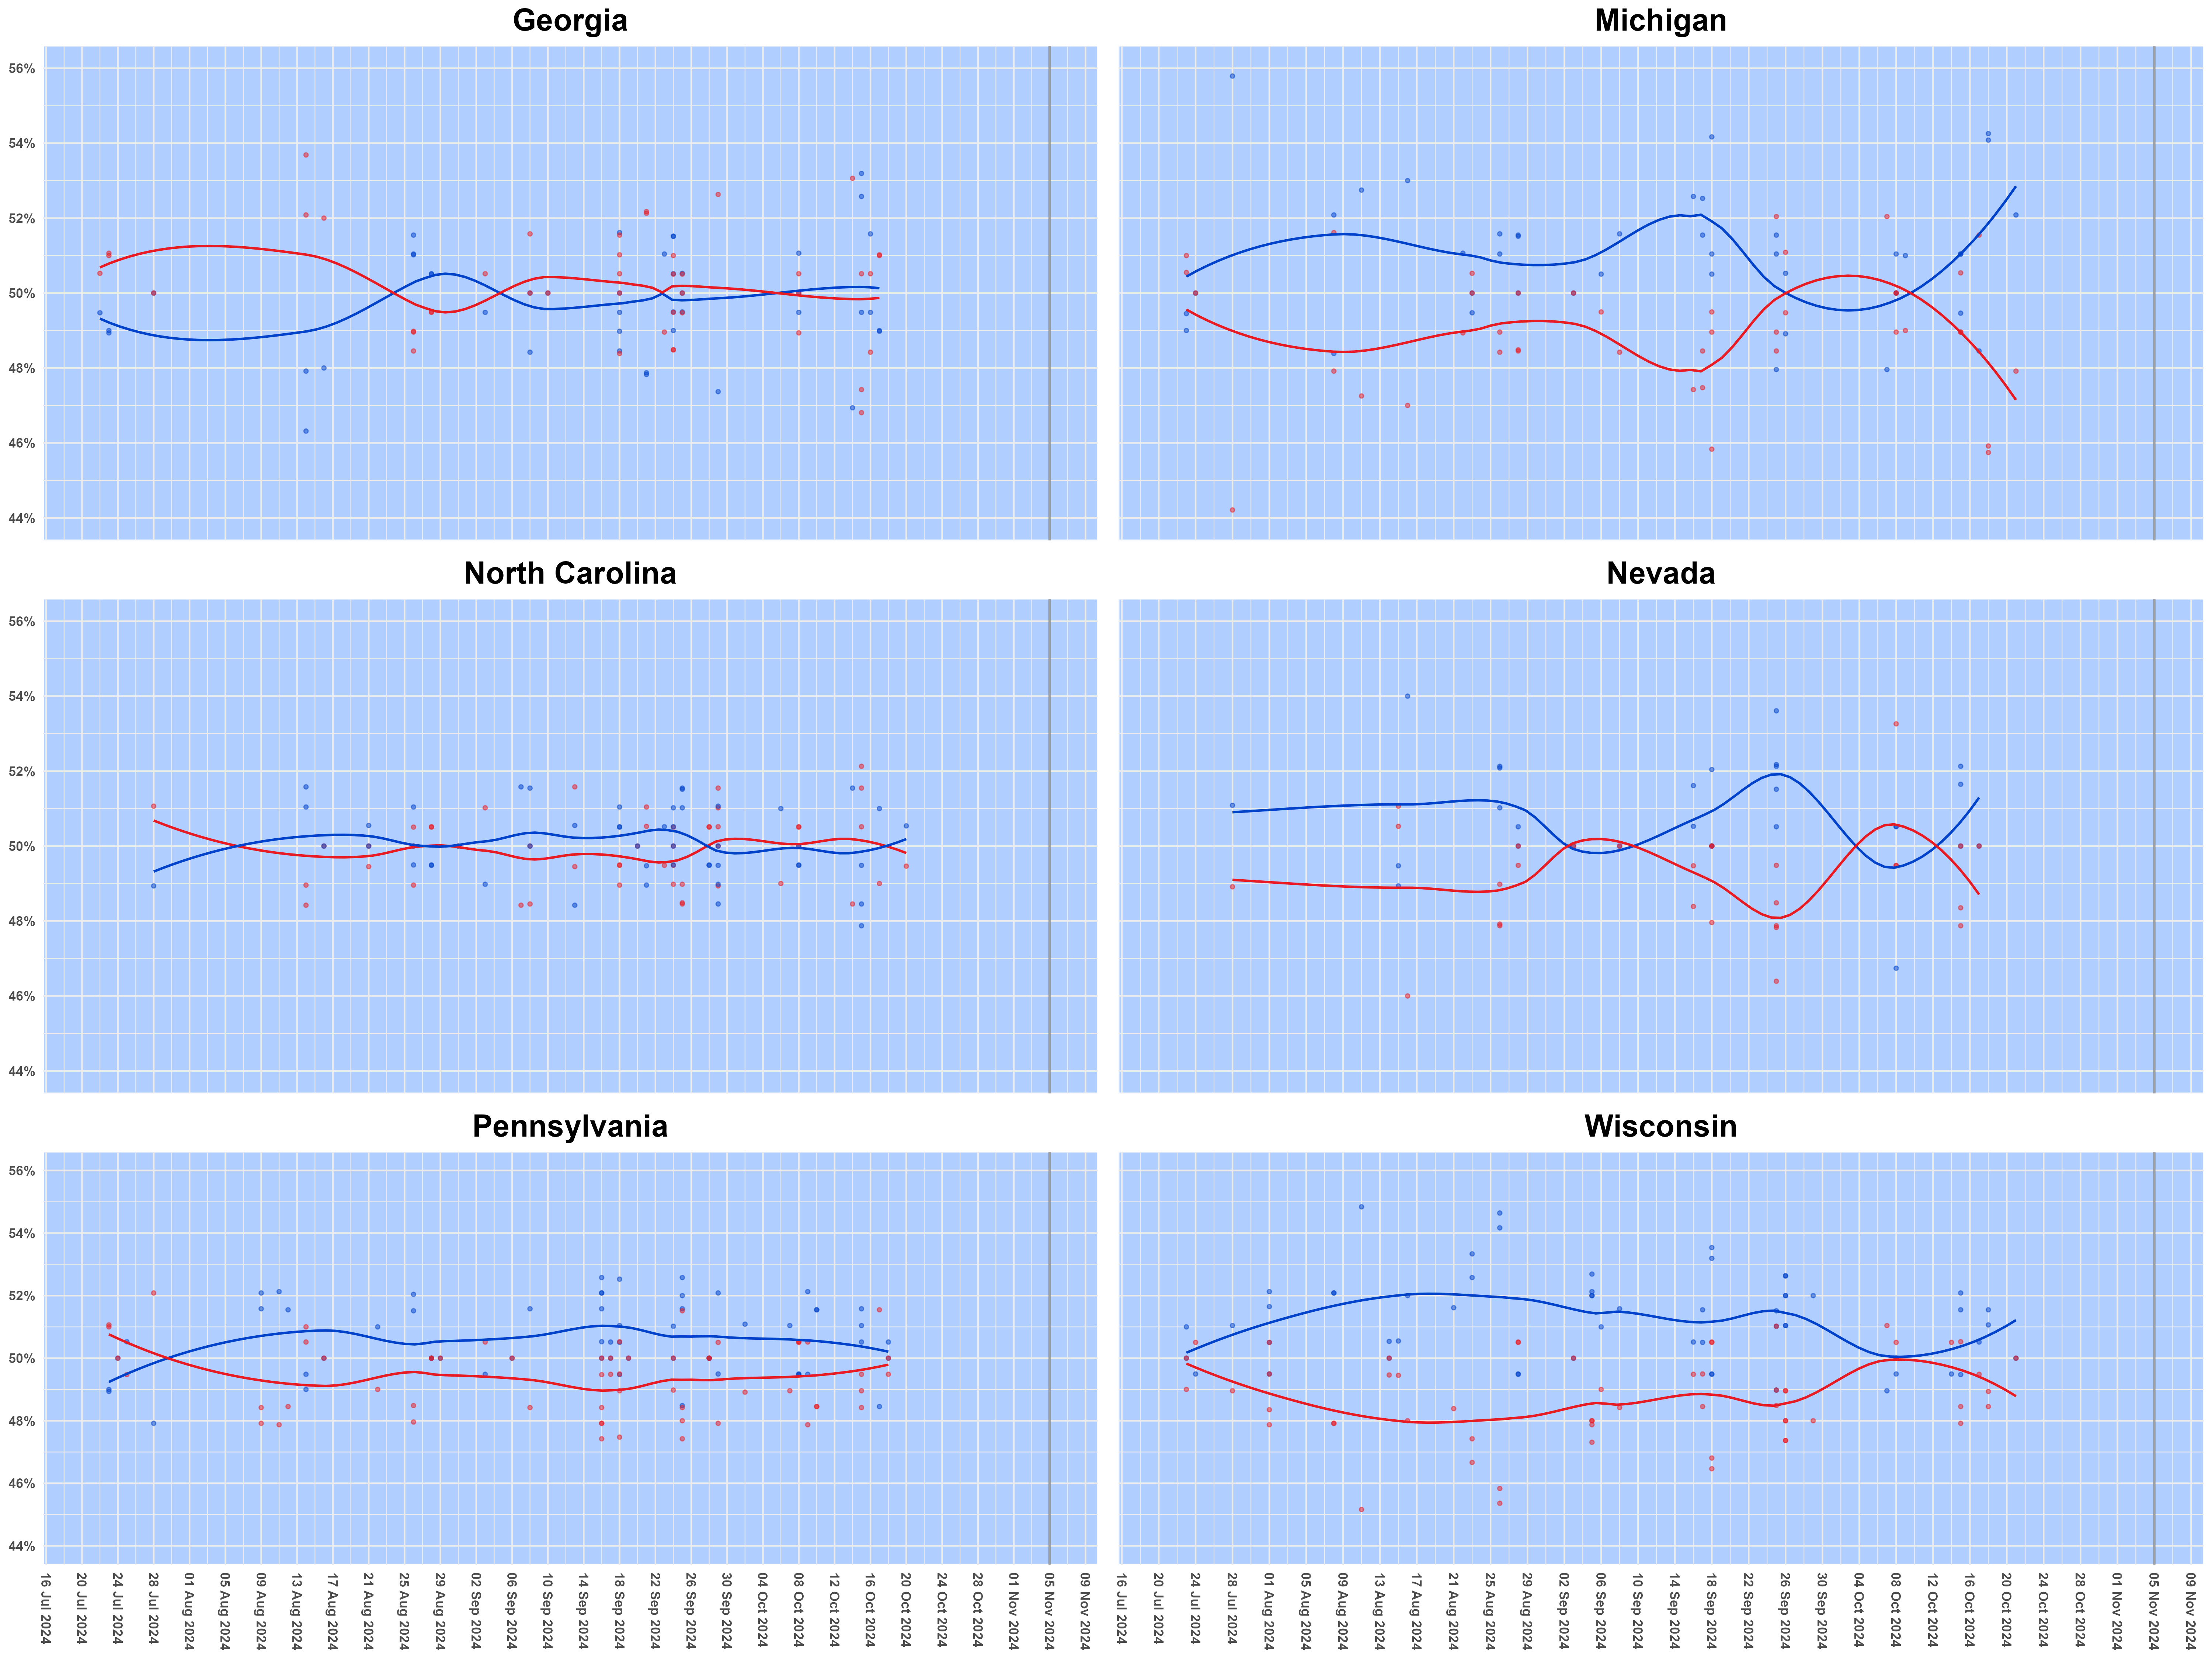 Georgia
Michigan
56%
54%
52%
50%
48%
46%
44%
North Carolina
Nevada
56%
54%
52%
50%
48%
46%
44%
Pennsylvania
Wisconsin
56%
54%
52%
50%
48%
46%
44%
16 Jul 2024
20 Jul 2024
24 Jul 2024
28 Jul 2024
01 Aug 2024
05 Aug 2024
09 Aug 2024
13 Aug 2024
17 Aug 2024
21 Aug 2024
25 Aug 2024
29 Aug 2024
02 Sep 2024
06 Sep 2024
10 Sep 2024
14 Sep 2024
18 Sep 2024
22 Sep 2024
26 Sep 2024
30 Sep 2024
04 Oct 2024
08 Oct 2024
12 Oct 2024
16 Oct 2024
20 Oct 2024
24 Oct 2024
28 Oct 2024
01 Nov 2024
05 Nov 2024
09 Nov 2024
16 Jul 2024
20 Jul 2024
24 Jul 2024
28 Jul 2024
01 Aug 2024
05 Aug 2024
09 Aug 2024
13 Aug 2024
17 Aug 2024
21 Aug 2024
25 Aug 2024
29 Aug 2024
02 Sep 2024
06 Sep 2024
10 Sep 2024
14 Sep 2024
18 Sep 2024
22 Sep 2024
26 Sep 2024
30 Sep 2024
04 Oct 2024
08 Oct 2024
12 Oct 2024
16 Oct 2024
20 Oct 2024
24 Oct 2024
28 Oct 2024
01 Nov 2024
05 Nov 2024
09 Nov 2024